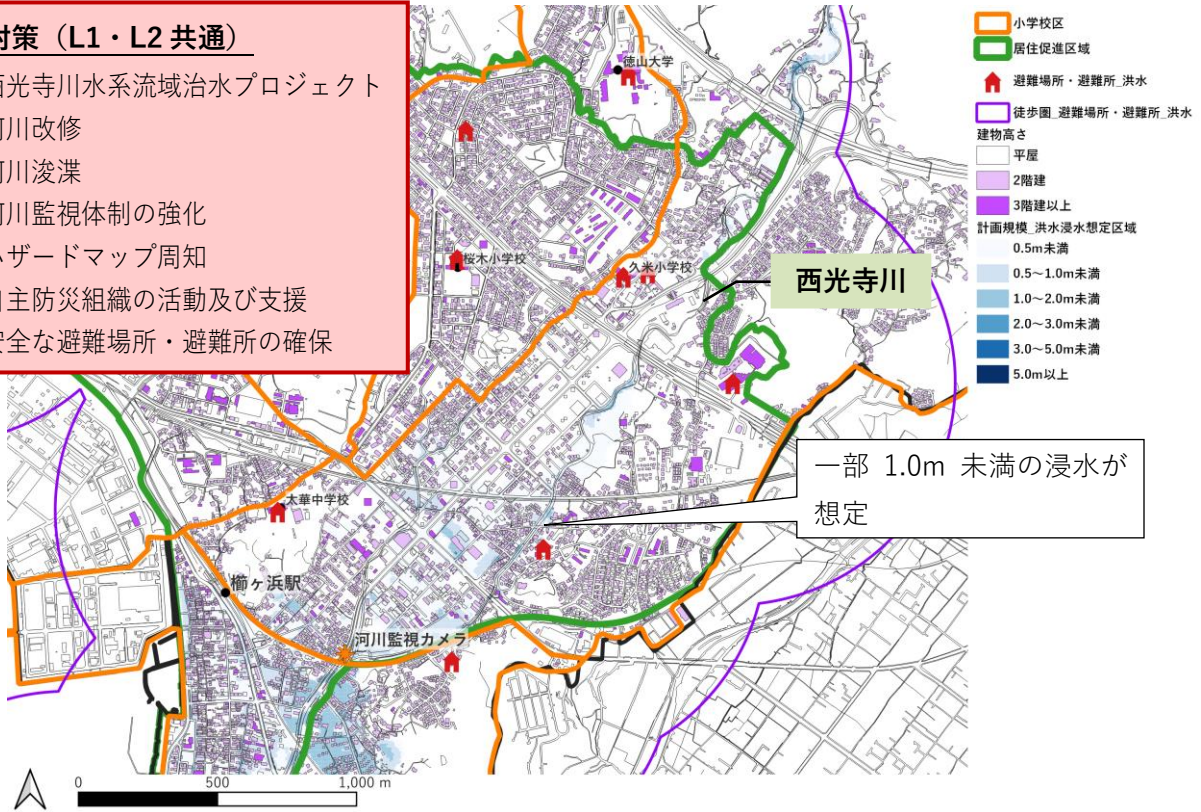 対策（L1・L2 共通）
西光寺川水系流域治水プロジェクト
河川改修
河川浚渫
河川監視体制の強化
ハザードマップ周知
自主防災組織の活動及び支援
安全な避難場所・避難所の確保
徳山大学
桜木小学校
久米小学校
西光寺川
太華中学校
櫛ヶ浜駅
河川監視カメラ
一部 1.0m 未満の浸水が
想定
小学校区
居住促進区域
避難場所・避難所_洪水
徒歩圏_避難場所・避難所_洪水
建物高さ
平屋
2階建
3階建以上
計画規模_洪水浸水想定区域
0.5m未満
0.5~1.0m未満
1.0~2.0m未満
2.0~3.0m未満
3.0~5.0m未満
5.0m以上
0 500 1,000 m